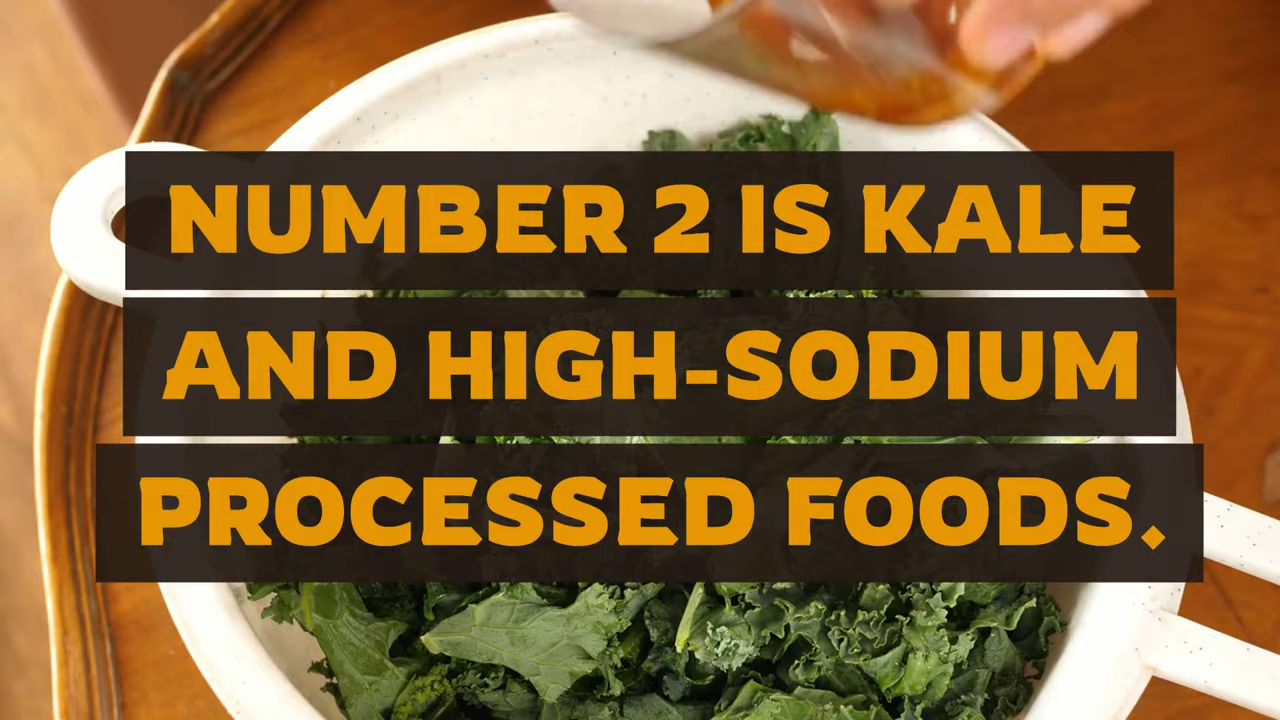 NUMBER 2 IS KALE
AND HIGH-SODIUM
PROCESSED FOODS.